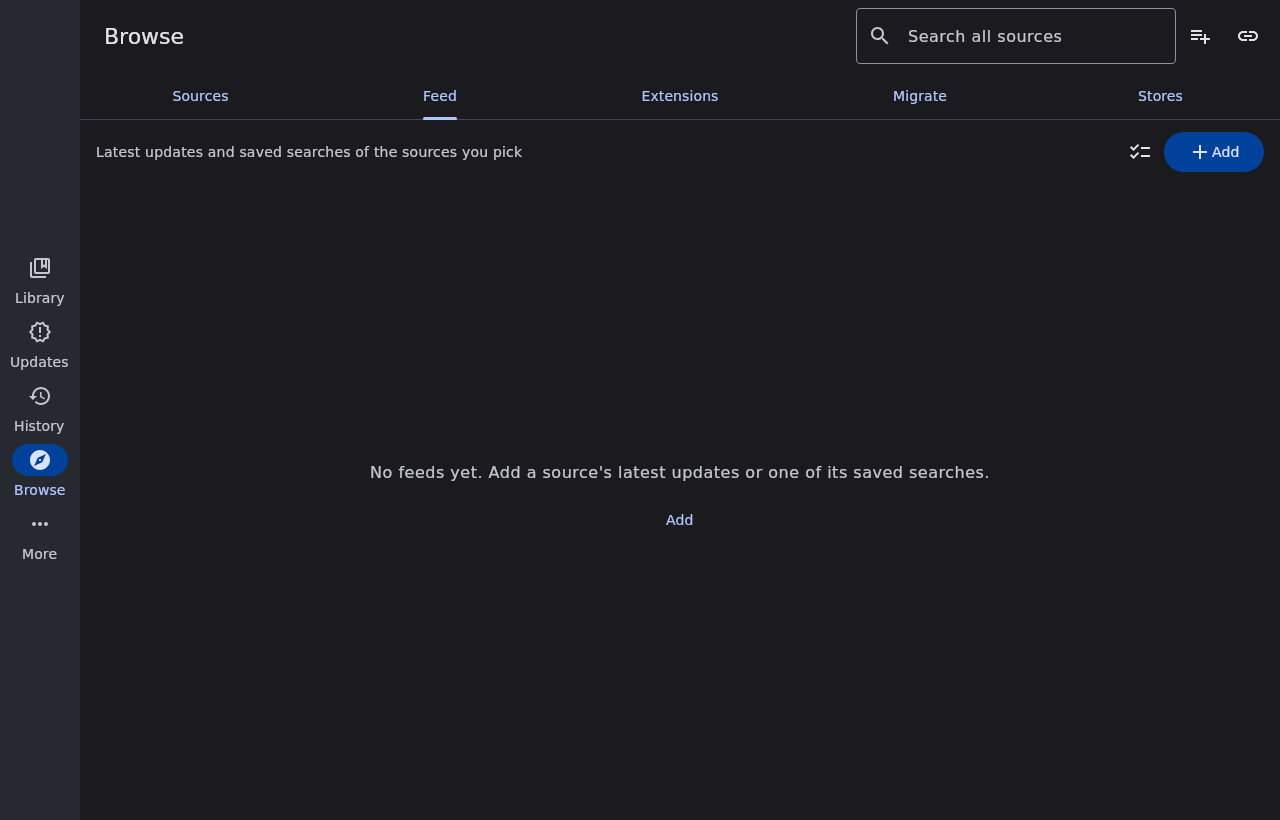 Browse
Search all sources
Sources
Feed
Extensions
Migrate
Stores
Latest updates and saved searches of the sources you pick
Add
Library
Updates
History
Browse
More
No feeds yet. Add a source's latest updates or one of its saved searches.
Add